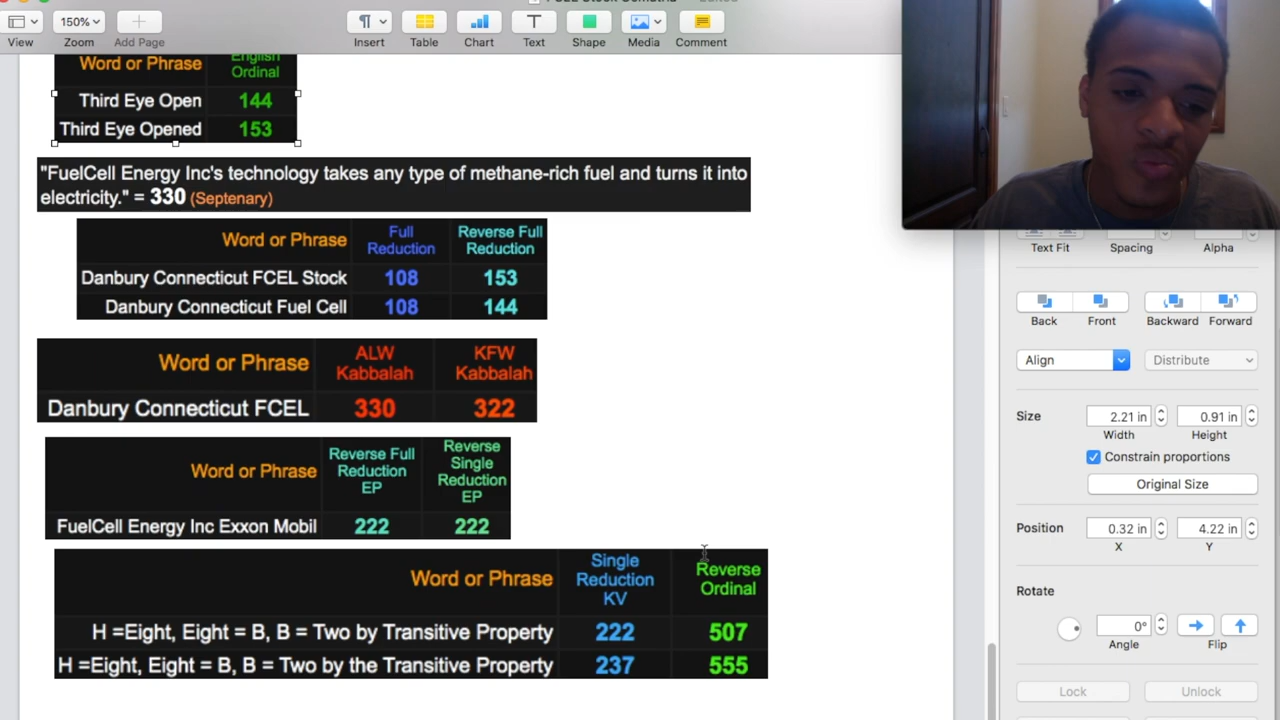 150%
View
Zoom
Add Page
Insert
Table
Chart
Text
Shape
Media
Comment
Word or Phrase
English
Ordinal
Third Eye Open 144
Third Eye Opened 153
"FuelCell Energy Inc's technology takes any type of methane-rich fuel and turns it into
electricity." = 330 (Septenary)
Word or Phrase
Full
Reduction
Reverse Full
Reduction
Danbury Connecticut FCEL Stock 108 153
Danbury Connecticut Fuel Cell 108 144
Word or Phrase
ALW
Kabbalah
KFW
Kabbalah
Danbury Connecticut FCEL 330 322
Word or Phrase
Reverse Full
Reduction
EP
Reverse
Single
Reduction
EP
FuelCell Energy Inc Exxon Mobil 222 222
Word or Phrase
Single
Reduction
KV
Reverse
Ordinal
H =Eight, Eight = B, B = Two by Transitive Property 222 507
H =Eight, Eight = B, B = Two by the Transitive Property 237 555
Text Fit
Spacing
Alpha
Back
Front
Backward
Forward
Align
Distribute
Size
2.21 in
0.91 in
Width
Height
Constrain proportions
Original Size
Position
0.32 in
4.22 in
X
Y
Rotate
0°
Angle
Flip
Lock
Unlock